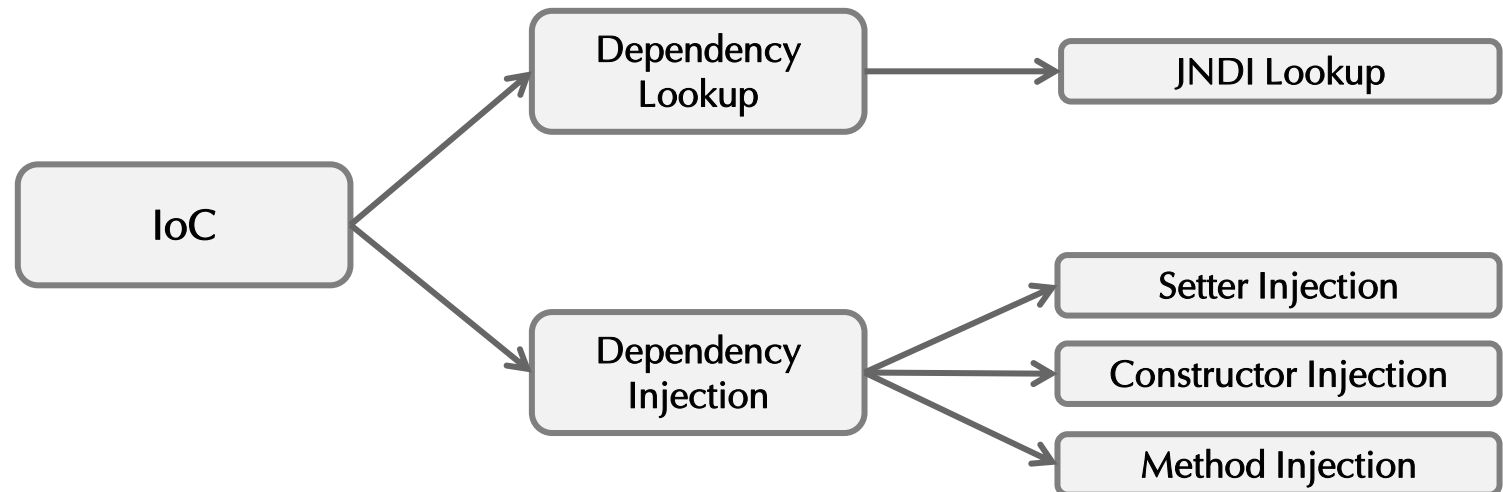 Dependency
Lookup
JNDI Lookup
IoC
Setter Injection
Dependency
Injection
Constructor Injection
Method Injection